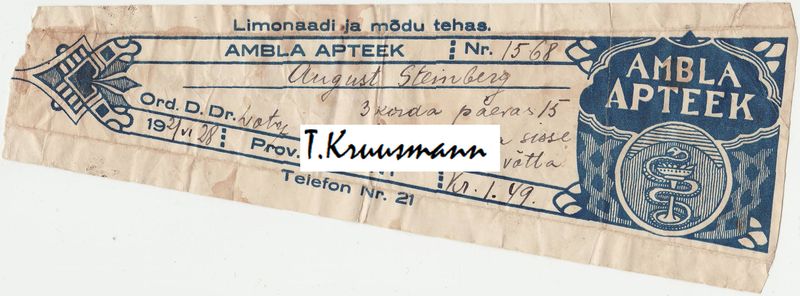 Limonaadi ja mõdu tehas.
AMBLA APTEEK Nr. 1568
August Steinberg
Ord. D. Dr.
3 korda päevas 15
192 / VI 28
sisse
Prov.
T.Kruusmann
võtta
Telefon Nr. 21
Kr. 1.49.
AMBLA
APTEEK